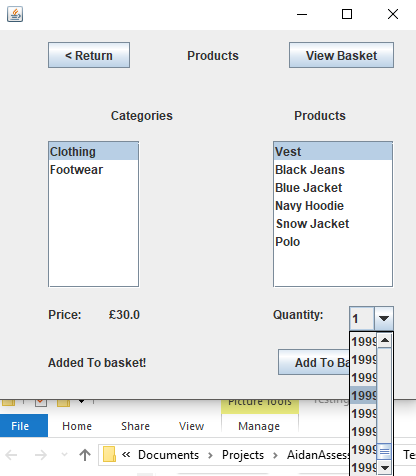 < Return Products View Basket
Categories Products
Clothing
Footwear
Vest
Black Jeans
Blue Jacket
Navy Hoodie
Snow Jacket
Polo
Price: £30.0 Quantity: 1
1999
1999
1999
1999
1999
1999
1999
1999
Added To basket! Add To Ba
Picture Tools
File Home Share View Manage
« Documents > Projects > AidanAssess Te